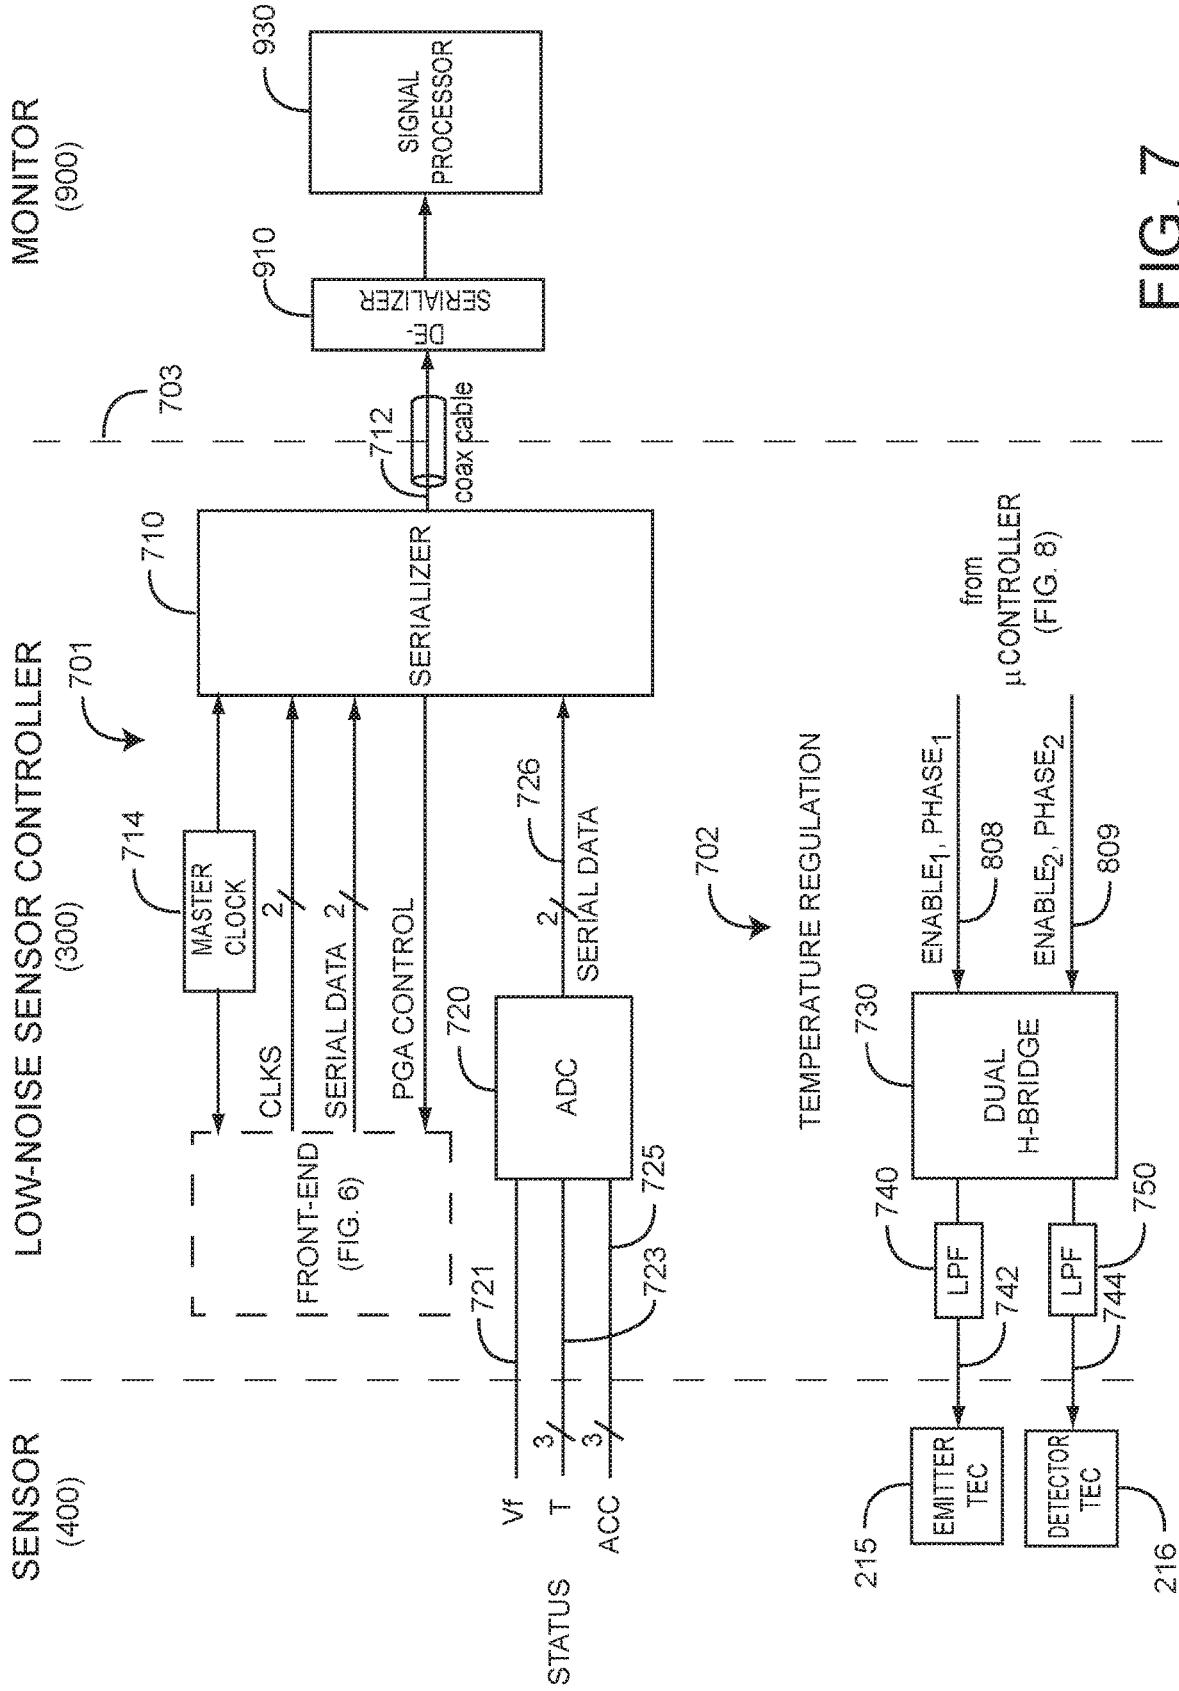 SENSOR
(400)
LOW-NOISE SENSOR CONTROLLER
(300)
MONITOR
(900)
701
703
714
MASTER
CLOCK
710
SERIALIZER
712
coax cable
910
DE-
SERIALIZER
930
SIGNAL
PROCESSOR
FRONT-END
(FIG. 6)
CLKS
2
SERIAL DATA
2
PGA CONTROL
STATUS
Vf
T
ACC
3
3
721
723
725
720
ADC
2
726
SERIAL DATA
702
TEMPERATURE REGULATION
215
EMITTER
TEC
DETECTOR
TEC
216
740
LPF
742
LPF
750
744
730
DUAL
H-BRIDGE
ENABLE1, PHASE1
808
ENABLE2, PHASE2
809
from
µCONTROLLER
(FIG. 8)
FIG. 7